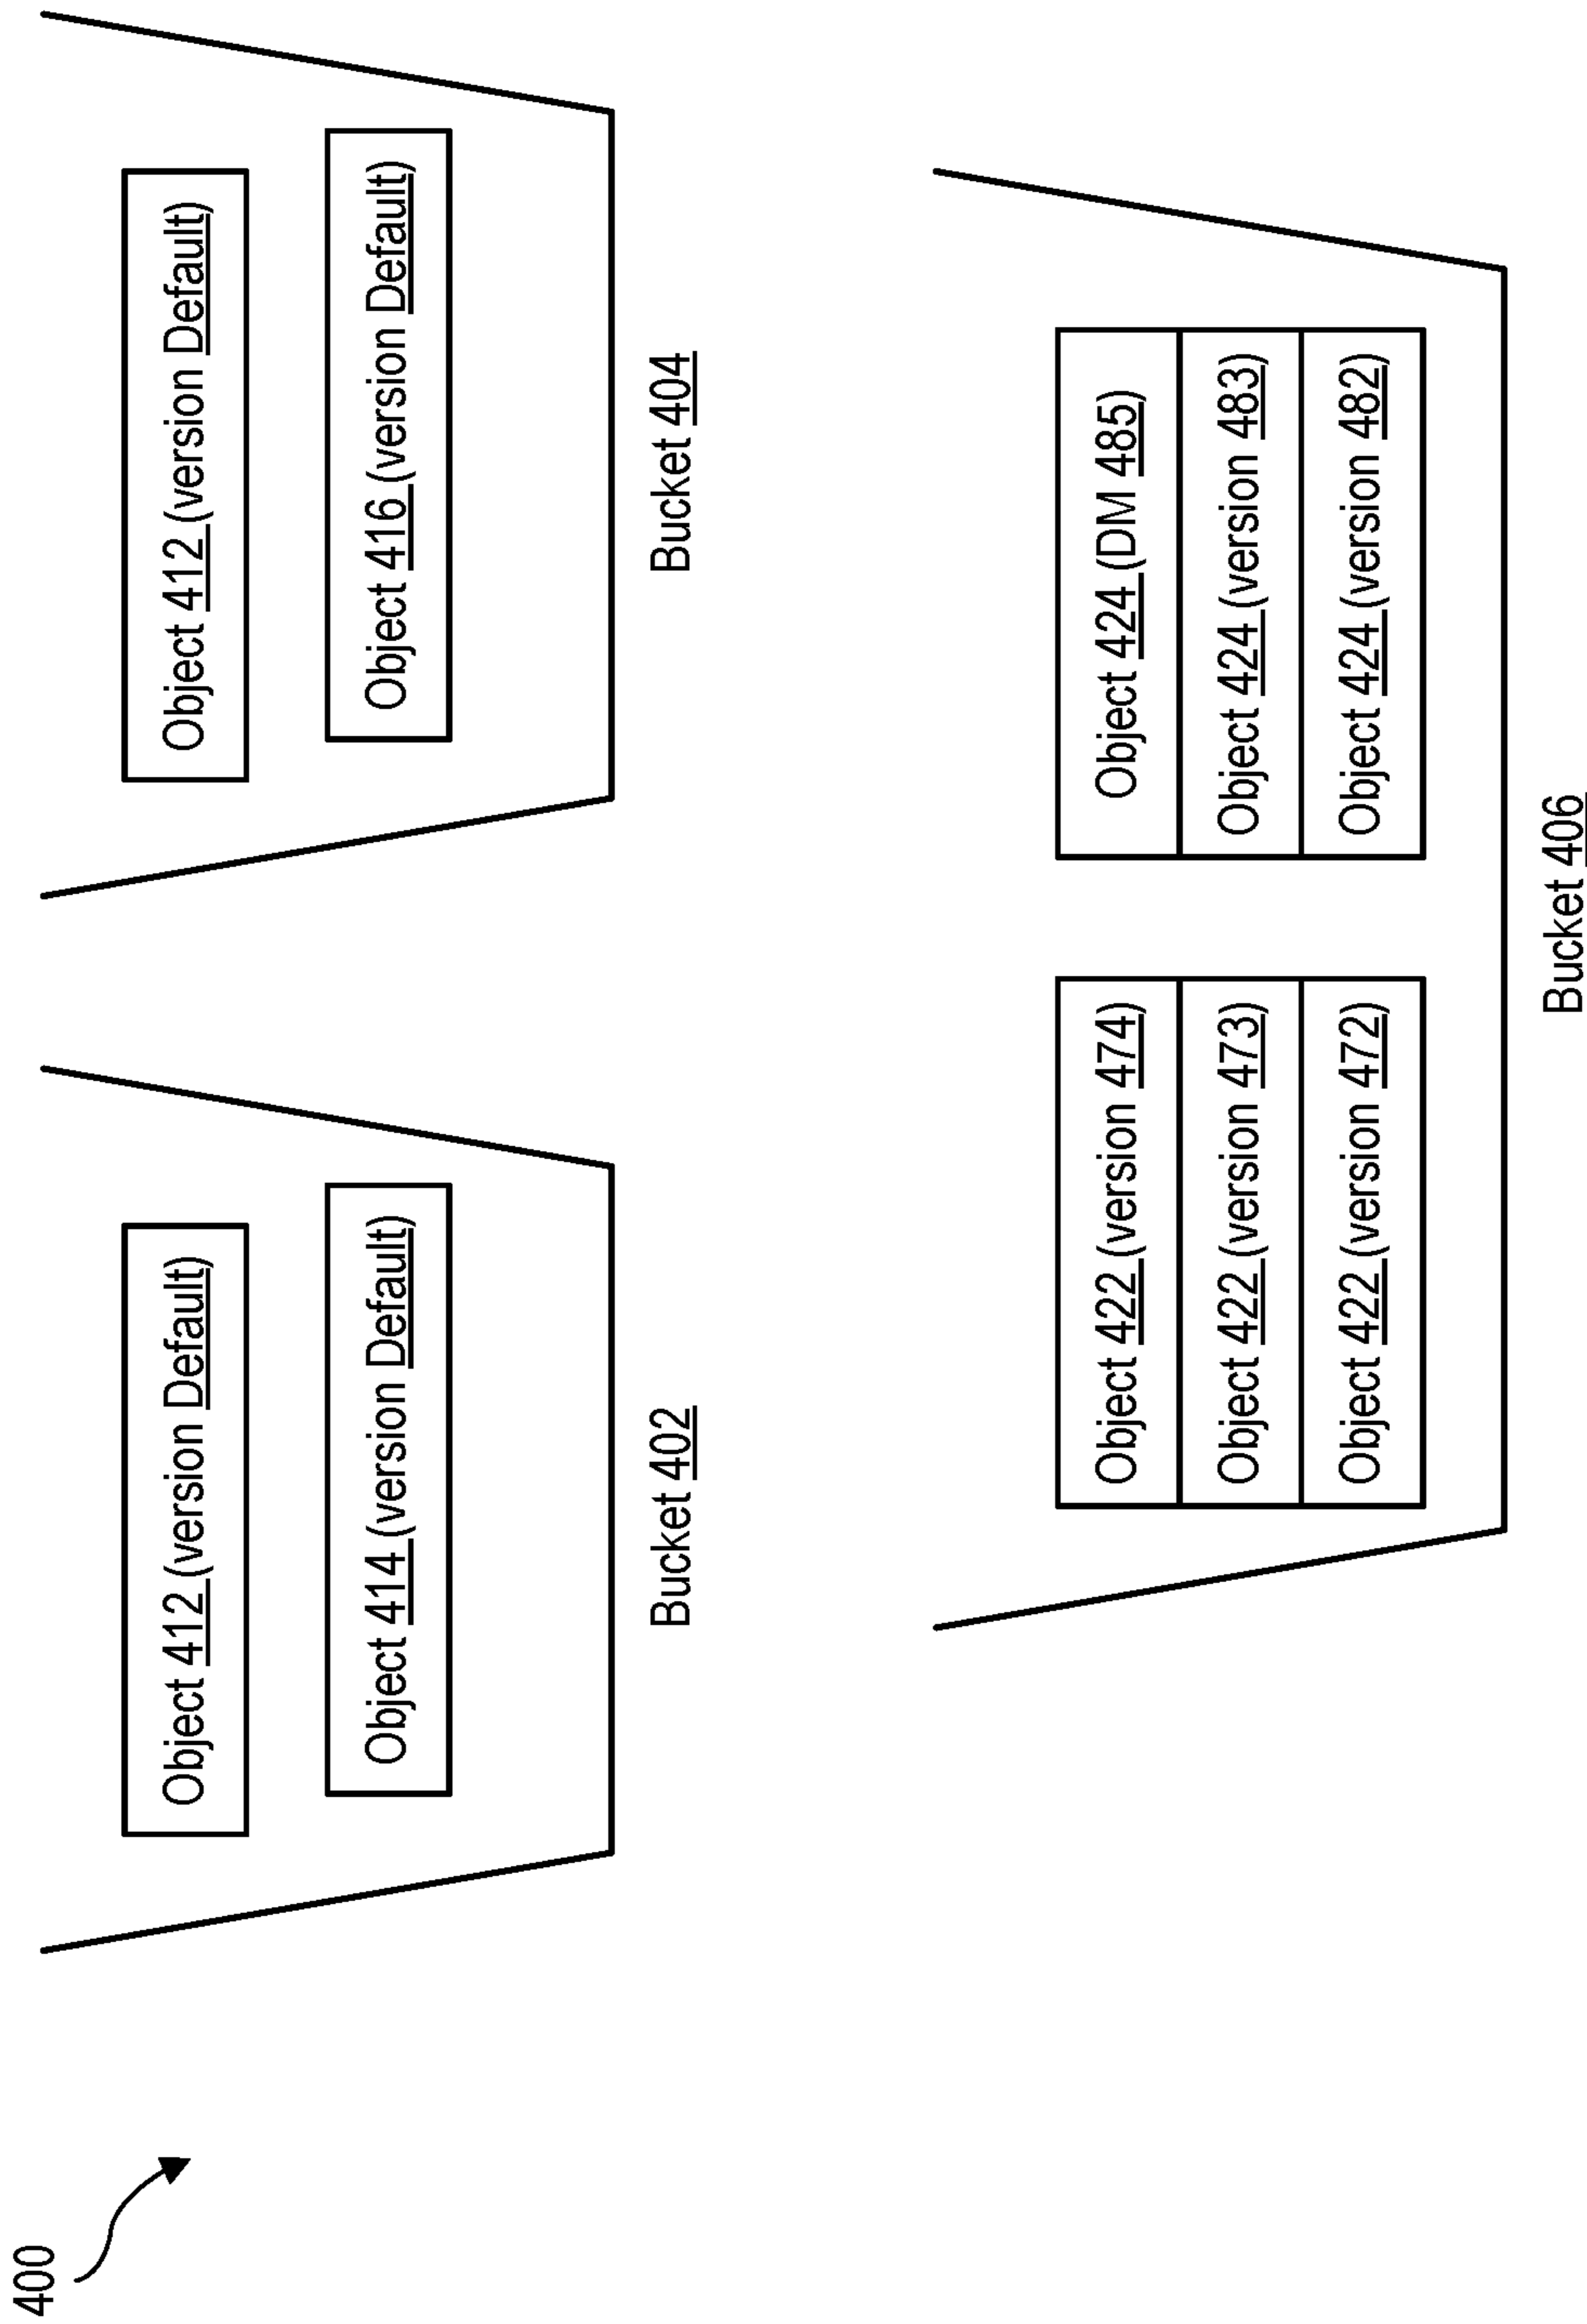 400
Object 412 (version Default)
Object 414 (version Default)
Bucket 402
Object 412 (version Default)
Object 416 (version Default)
Bucket 404
Object 422 (version 474)
Object 422 (version 473)
Object 422 (version 472)
Object 424 (DM 485)
Object 424 (version 483)
Object 424 (version 482)
Bucket 406